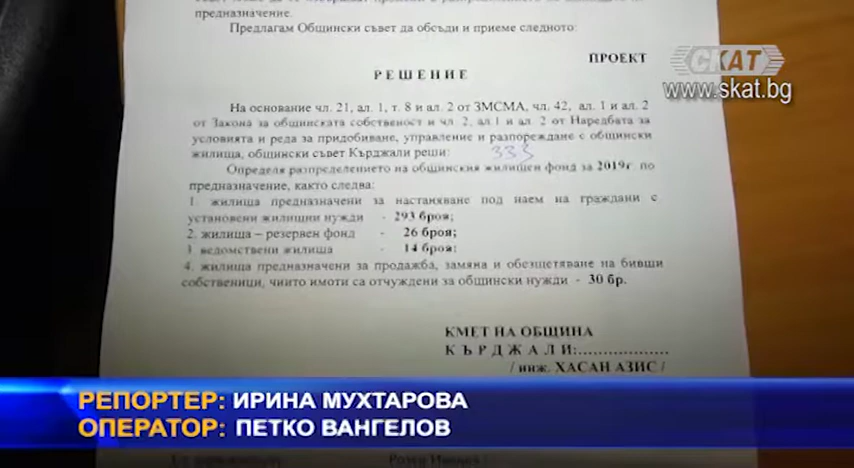 предназначение.
Предлагам Общински съвет да обсъди и приеме следното:
ПРОЕКТ
СКАТ
www.skat.bg
РЕШЕНИЕ
На основание чл. 21, ал. 1, т. 8 и ал. 2 от ЗМСМА, чл. 42, ал. 1 и ал. 2
от Закона за общинската собственост и чл. 2, ал 1 и ал. 2 от Наредбата за
условията и реда за придобиване, управление и разпореждане с общински
жилища, общински съвет Кърджали реши:
333
Определя разпределението на общинския жилищен фонд за 2019г. по
предназначение, както следва:
1. жилища предназначени за настаняване под наем на граждани с
установени жилищни нужди - 293 броя;
2. жилища – резервен фонд - 26 броя;
3. ведомствени жилища - 14 броя;
4. жилища предназначени за продажба, замяна и обезщетяване на бивши
собственици, чиито имоти са отчуждени за общински нужди - 30 бр.
КМЕТ НА ОБЩИНА
КЪРДЖАЛИ:....................
/ инж. ХАСАН АЗИС /
РЕПОРТЕР: ИРИНА МУХТАРОВА
ОПЕРАТОР: ПЕТКО ВАНГЕЛОВ